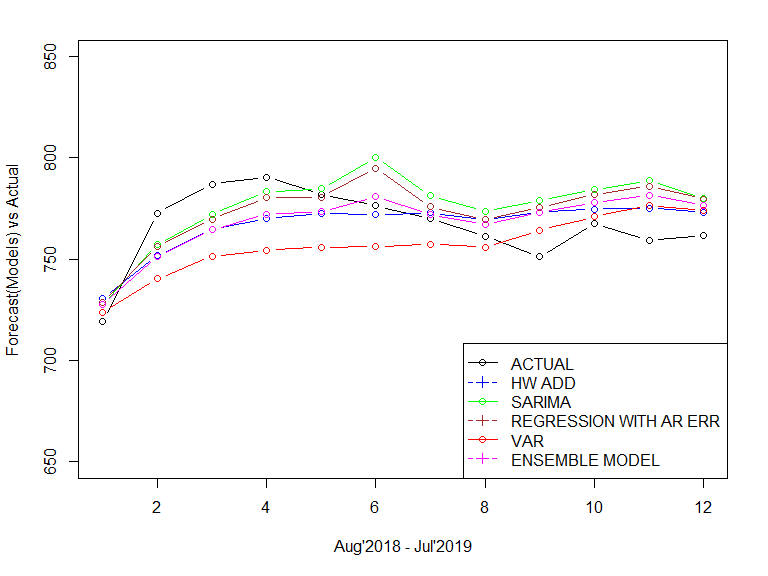 Forecast(Models) vs Actual
850
800
750
700
650
ACTUAL
HW ADD
SARIMA
REGRESSION WITH AR ERR
VAR
ENSEMBLE MODEL
2 4 6 8 10 12
Aug'2018 - Jul'2019